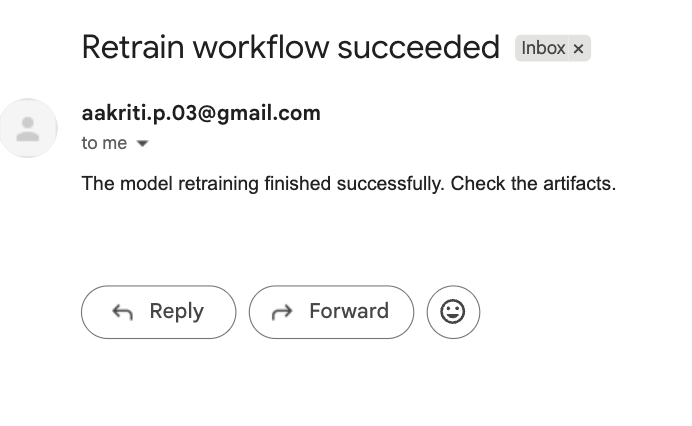 Retrain workflow succeeded Inbox ×
aakriti.p.03@gmail.com
to me
The model retraining finished successfully. Check the artifacts.
Reply Forward